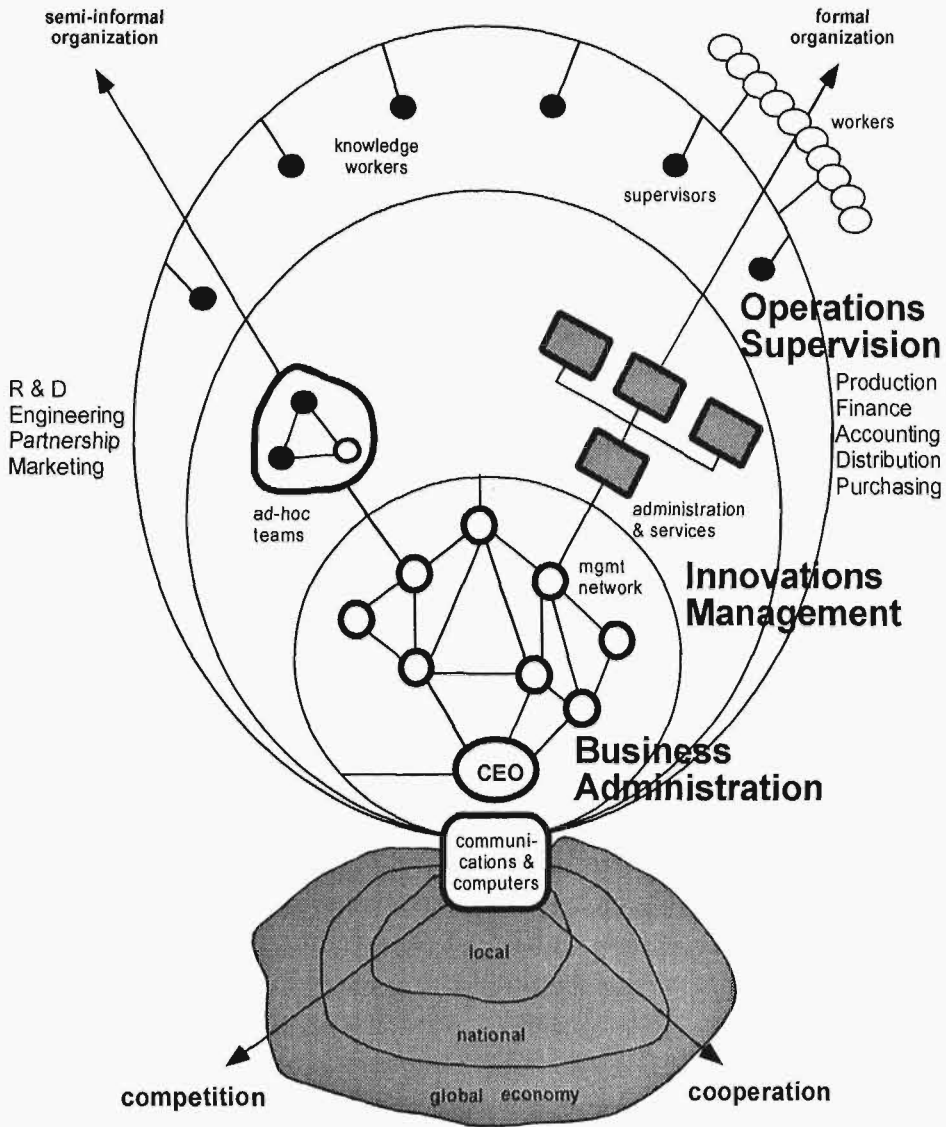 semi-informal
organization
formal
organization
workers
knowledge
workers
supervisors
Operations
Supervision
R & D
Engineering
Partnership
Marketing
Production
Finance
Accounting
Distribution
Purchasing
ad-hoc
teams
administration
& services
mgmt
network
Innovations
Management
Business
Administration
CEO
communi-
cations &
computers
local
national
global economy
competition
cooperation